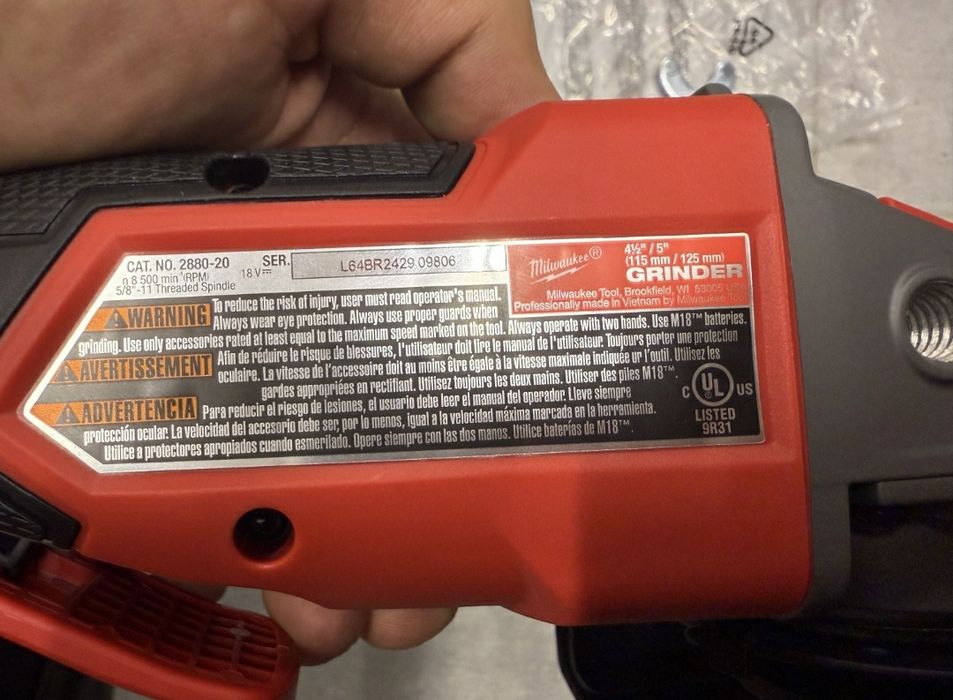 CAT. NO. 2880-20 SER. L64BR2429 09806
n 8 500 min⁻¹(RPM) 18 V⎓
5/8"-11 Threaded Spindle
Milwaukee®
4½" / 5"
(115 mm / 125 mm)
GRINDER
Milwaukee Tool, Brookfield, WI 53005 USA
Professionally made in Vietnam by Milwaukee Tool
WARNING To reduce the risk of injury, user must read operator's manual.
Always wear eye protection. Always use proper guards when
grinding. Use only accessories rated at least equal to the maximum speed marked on the tool. Always operate with two hands. Use M18™ batteries.
AVERTISSEMENT Afin de réduire le risque de blessures, l'utilisateur doit lire le manual de l'utilisateur. Toujours porter une protection
oculaire. La vitesse de l'accessoire doit au moins être égale à la vitesse maximale indiquée ur l'outil. Utilisez les
gardes appropriées en rectifiant. Utilisez toujours les deux mains. Utiliser des piles M18™
ADVERTENCIA Para reducir el riesgo de lesiones, el usuario debe leer el manual del operador. Lleve siempre
protección ocular. La velocidad del accesorio debe ser, por lo menos, igual a la velocidad máxima marcada en la herramienta.
Utilice a protectores apropiados cuando esmerilado. Opere siempre con las dos manos. Utilice baterías de M18™.
C UL US
LISTED
9R31